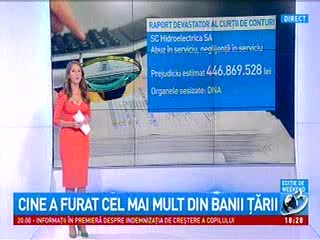 DIRECT
RAPORT DEVASTATOR AL CURȚII DE CONTURI
SC Hidroelectrica SA
Abuz în serviciu, neglijență în serviciu
Prejudiciu estimat 446.869.528 lei
Organele sesizate: DNA
CINE A FURAT CEL MAI MULT DIN BANII ȚĂRII
EDIȚIE DE
WEEKEND
20.00 - INFORMAȚII ÎN PREMIERĂ DESPRE INDEMNIZAȚIA DE CREȘTERE A COPILULUI
18:28